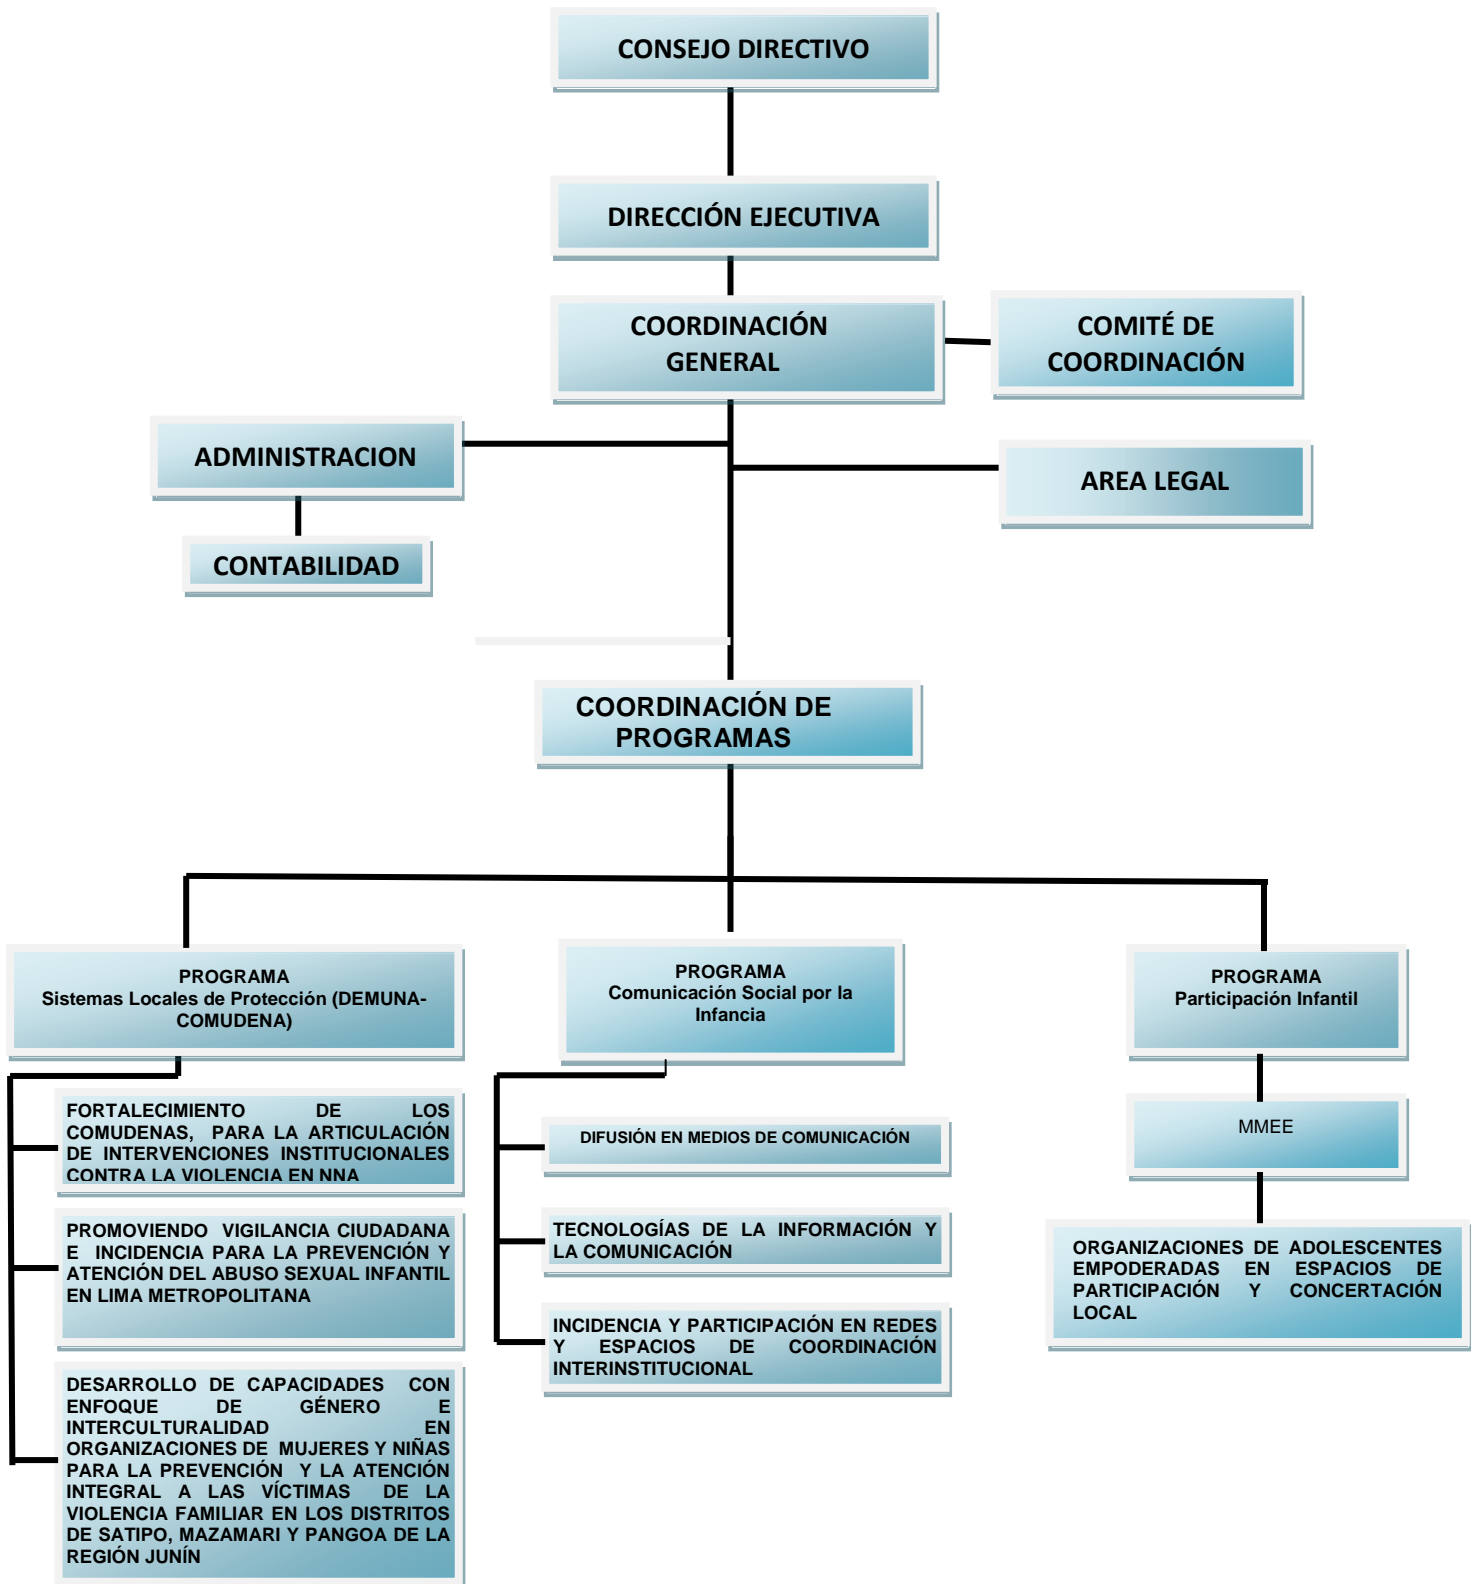 CONSEJO DIRECTIVO
DIRECCIÓN EJECUTIVA
COORDINACIÓN
GENERAL
COMITÉ DE
COORDINACIÓN
ADMINISTRACION
AREA LEGAL
CONTABILIDAD
COORDINACIÓN DE
PROGRAMAS
PROGRAMA
Sistemas Locales de Protección (DEMUNA-
COMUDENA)
FORTALECIMIENTO DE LOS
COMUDENAS, PARA LA ARTICULACIÓN
DE INTERVENCIONES INSTITUCIONALES
CONTRA LA VIOLENCIA EN NNA
PROMOVIENDO VIGILANCIA CIUDADANA
E INCIDENCIA PARA LA PREVENCIÓN Y
ATENCIÓN DEL ABUSO SEXUAL INFANTIL
EN LIMA METROPOLITANA
DESARROLLO DE CAPACIDADES CON
ENFOQUE DE GÉNERO E
INTERCULTURALIDAD EN
ORGANIZACIONES DE MUJERES Y NIÑAS
PARA LA PREVENCIÓN Y LA ATENCIÓN
INTEGRAL A LAS VÍCTIMAS DE LA
VIOLENCIA FAMILIAR EN LOS DISTRITOS
DE SATIPO, MAZAMARI Y PANGOA DE LA
REGIÓN JUNÍN
PROGRAMA
Comunicación Social por la
Infancia
DIFUSIÓN EN MEDIOS DE COMUNICACIÓN
TECNOLOGÍAS DE LA INFORMACIÓN Y
LA COMUNICACIÓN
INCIDENCIA Y PARTICIPACIÓN EN REDES
Y ESPACIOS DE COORDINACIÓN
INTERINSTITUCIONAL
PROGRAMA
Participación Infantil
MMEE
ORGANIZACIONES DE ADOLESCENTES
EMPODERADAS EN ESPACIOS DE
PARTICIPACIÓN Y CONCERTACIÓN
LOCAL